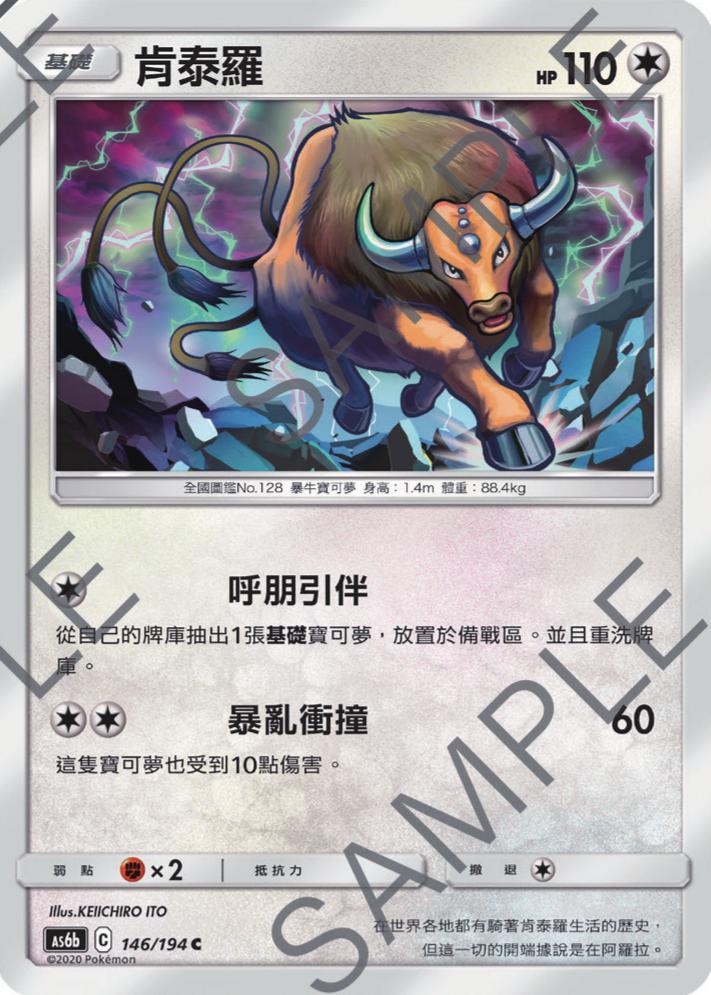 基礎 肯泰羅 HP 110
全國圖鑑No.128 暴牛寶可夢 身高：1.4m 體重：88.4kg
呼朋引伴
從自己的牌庫抽出1張基礎寶可夢，放置於備戰區。並且重洗牌
庫。
暴亂衝撞 60
這隻寶可夢也受到10點傷害。
弱點 ×2 抵抗力 撤退
Illus.KEIICHIRO ITO
AS6b C 146/194 C
©2020 Pokémon
在世界各地都有騎著肯泰羅生活的歷史，
但這一切的開端據說是在阿羅拉。
SAMPLE
SAMPLE